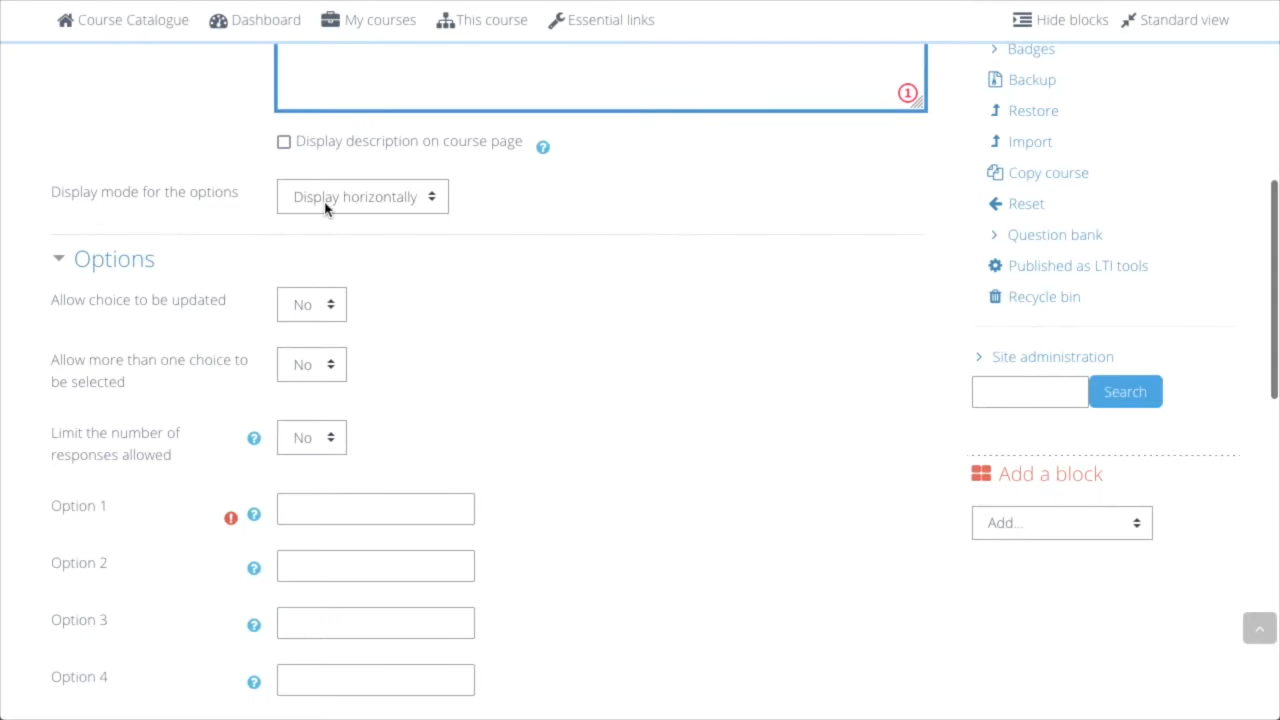 Course Catalogue Dashboard My courses This course Essential links Hide blocks Standard view
1
Display description on course page ?
Display mode for the options Display horizontally
Options
Allow choice to be updated No
Allow more than one choice to
be selected No
Limit the number of
responses allowed ? No
Option 1 ! ?
Option 2 ?
Option 3 ?
Option 4 ?
Badges
Backup
Restore
Import
Copy course
Reset
Question bank
Published as LTI tools
Recycle bin
Site administration
Search
Add a block
Add...